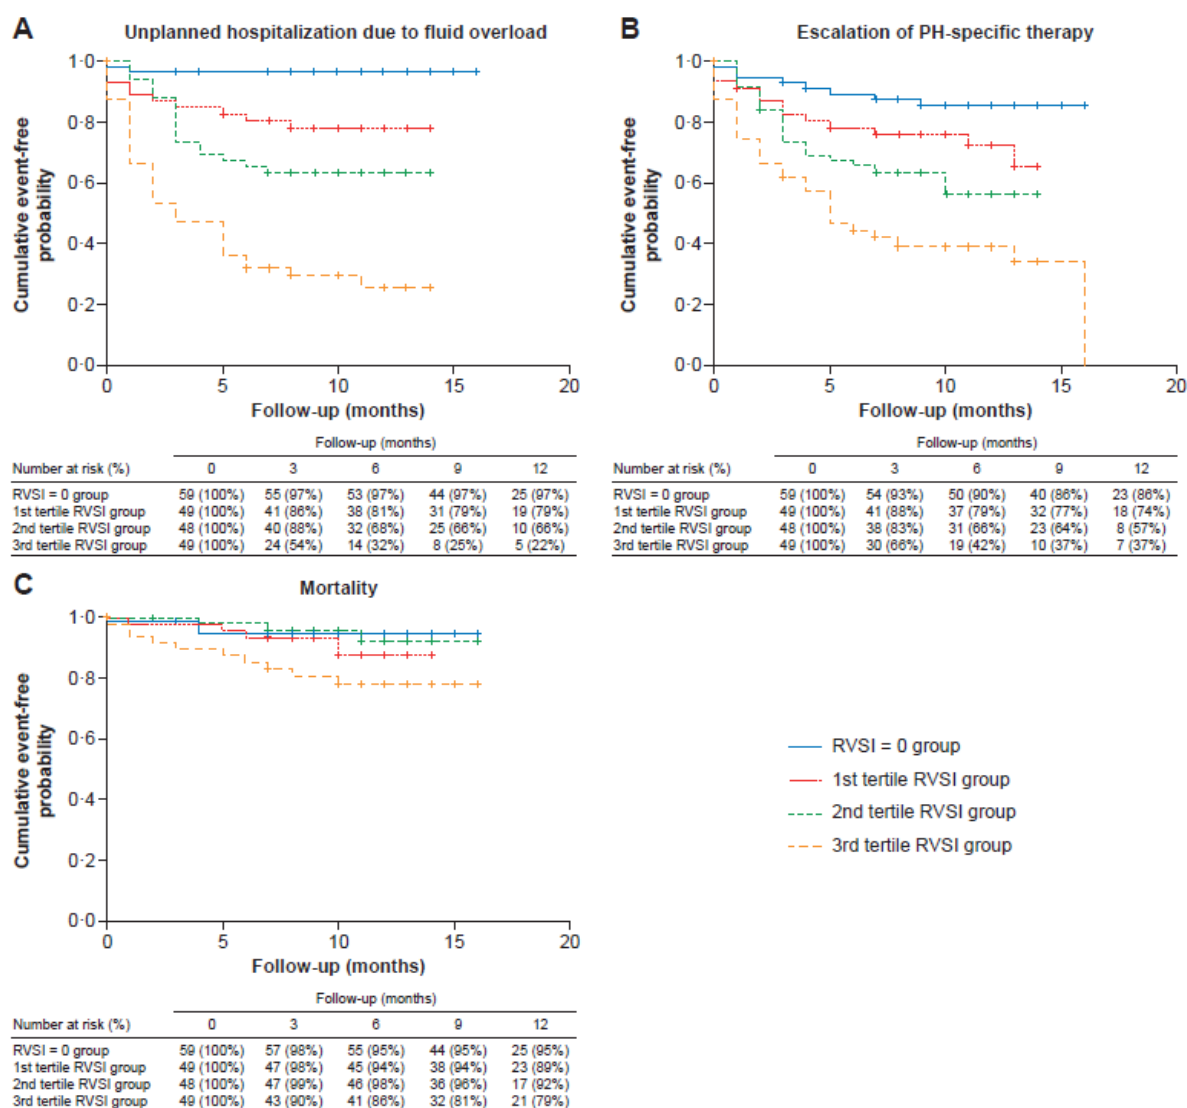 A Unplanned hospitalization due to fluid overload
1·0
0·8
0·6
0·4
0·2
0·0
Cumulative event-free
probability
0 5 10 15 20
Follow-up (months)
Follow-up (months)
Number at risk (%) 0 3 6 9 12
RVSI = 0 group 59 (100%) 55 (97%) 53 (97%) 44 (97%) 25 (97%)
1st tertile RVSI group 49 (100%) 41 (86%) 38 (81%) 31 (79%) 19 (79%)
2nd tertile RVSI group 48 (100%) 40 (88%) 32 (68%) 25 (66%) 10 (66%)
3rd tertile RVSI group 49 (100%) 24 (54%) 14 (32%) 8 (25%) 5 (22%)
B Escalation of PH-specific therapy
1·0
0·8
0·6
0·4
0·2
0·0
Cumulative event-free
probability
0 5 10 15 20
Follow-up (months)
Follow-up (months)
Number at risk (%) 0 3 6 9 12
RVSI = 0 group 59 (100%) 54 (93%) 50 (90%) 40 (86%) 23 (86%)
1st tertile RVSI group 49 (100%) 41 (88%) 37 (79%) 32 (77%) 18 (74%)
2nd tertile RVSI group 48 (100%) 38 (83%) 31 (66%) 23 (64%) 8 (57%)
3rd tertile RVSI group 49 (100%) 30 (66%) 19 (42%) 10 (37%) 7 (37%)
C Mortality
1·0
0·8
0·6
0·4
0·2
0·0
Cumulative event-free
probability
0 5 10 15 20
Follow-up (months)
Follow-up (months)
Number at risk (%) 0 3 6 9 12
RVSI = 0 group 59 (100%) 57 (98%) 55 (95%) 44 (95%) 25 (95%)
1st tertile RVSI group 49 (100%) 47 (98%) 45 (94%) 38 (94%) 23 (89%)
2nd tertile RVSI group 48 (100%) 47 (99%) 46 (98%) 36 (96%) 17 (92%)
3rd tertile RVSI group 49 (100%) 43 (90%) 41 (86%) 32 (81%) 21 (79%)
RVSI = 0 group
1st tertile RVSI group
2nd tertile RVSI group
3rd tertile RVSI group